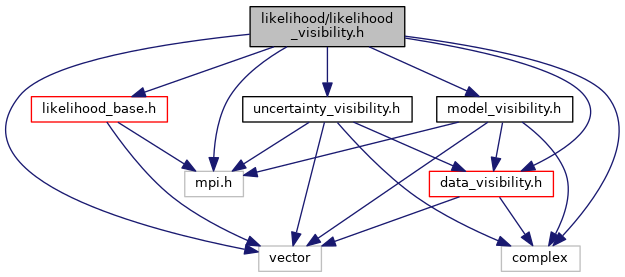 likelihood/likelihood
_visibility.h
likelihood_base.h
uncertainty_visibility.h
model_visibility.h
mpi.h
data_visibility.h
vector
complex